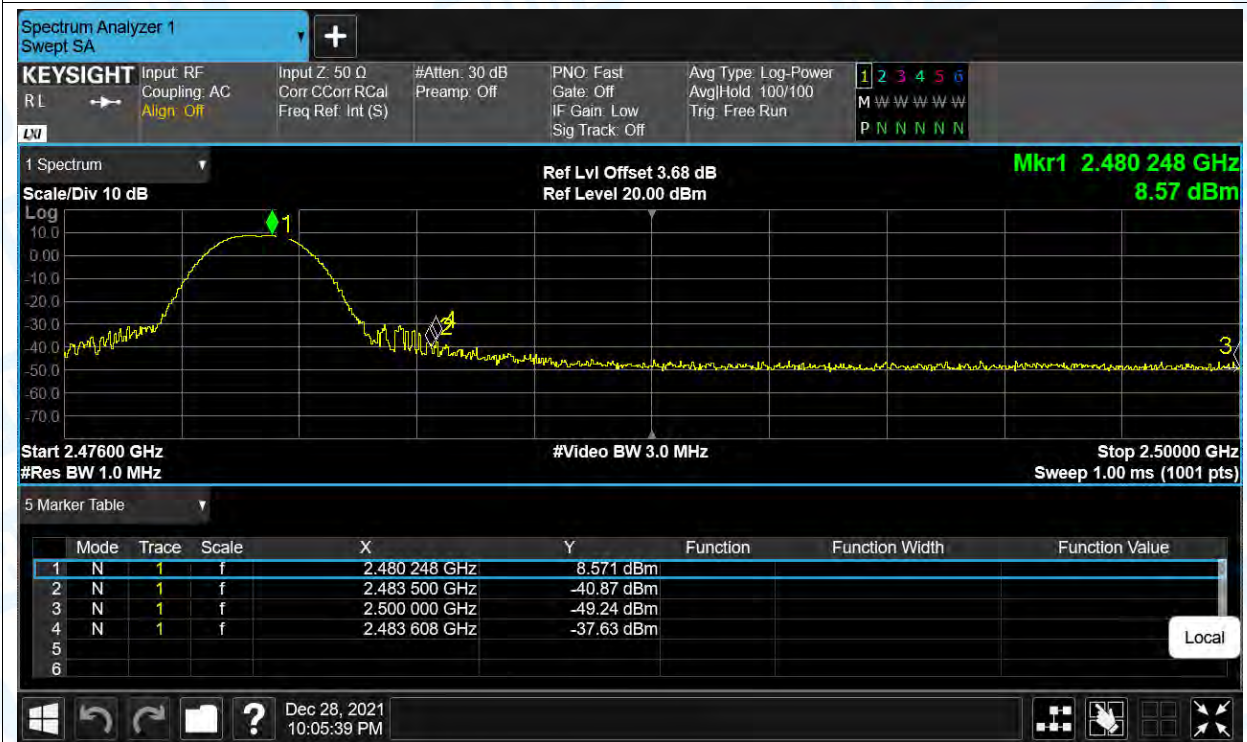 Spectrum Analyzer 1
Swept SA
KEYSIGHT
RL
LXI
Input: RF
Coupling: AC
Align: Off
Input Z: 50 Ω
Corr CCorr RCal
Freq Ref: Int (S)
#Atten: 30 dB
Preamp: Off
PNO: Fast
Gate: Off
IF Gain: Low
Sig Track: Off
Avg Type: Log-Power
Avg|Hold: 100/100
Trig: Free Run
1 2 3 4 5 6
M W W W W W
P N N N N N
1 Spectrum
Scale/Div 10 dB
Ref Lvl Offset 3.68 dB
Ref Level 20.00 dBm
Mkr1 2.480 248 GHz
8.57 dBm
Log
10.0
0.00
-10.0
-20.0
-30.0
-40.0
-50.0
-60.0
-70.0
1
4
2
3
Start 2.47600 GHz
#Video BW 3.0 MHz
Stop 2.50000 GHz
#Res BW 1.0 MHz
Sweep 1.00 ms (1001 pts)
5 Marker Table
Mode Trace Scale X Y Function Function Width Function Value
1 N 1 f 2.480 248 GHz 8.571 dBm
2 N 1 f 2.483 500 GHz -40.87 dBm
3 N 1 f 2.500 000 GHz -49.24 dBm
4 N 1 f 2.483 608 GHz -37.63 dBm
5
6
Local
?
Dec 28, 2021
10:05:39 PM